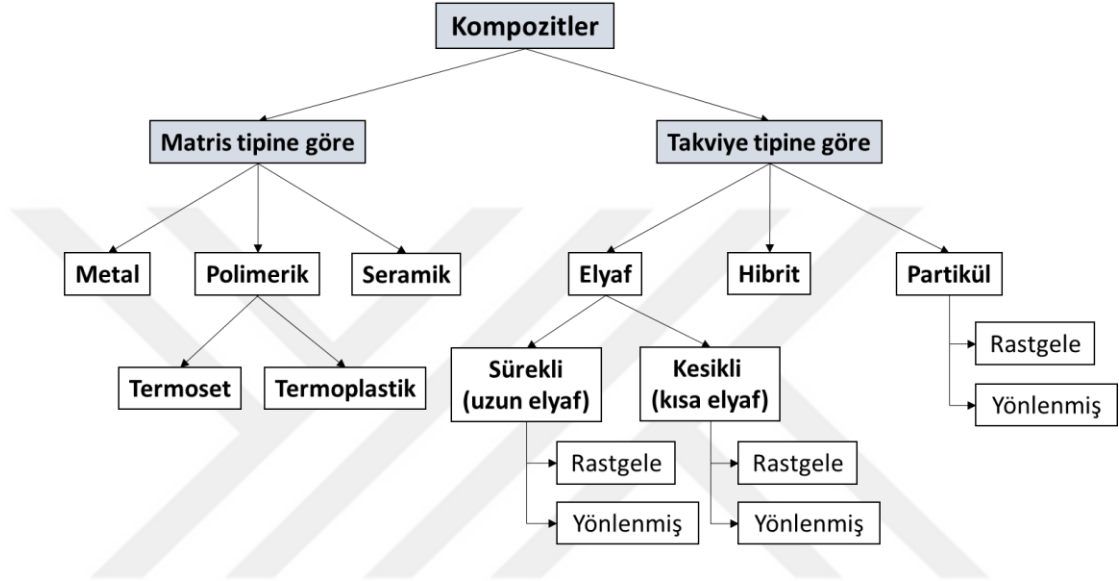 Kompozitler
Matris tipine göre
Takviye tipine göre
Metal
Polimerik
Seramik
Elyaf
Hibrit
Partikül
Termoset
Termoplastik
Sürekli
(uzun elyaf)
Kesikli
(kısa elyaf)
Rastgele
Yönlenmiş
Rastgele
Yönlenmiş
Rastgele
Yönlenmiş